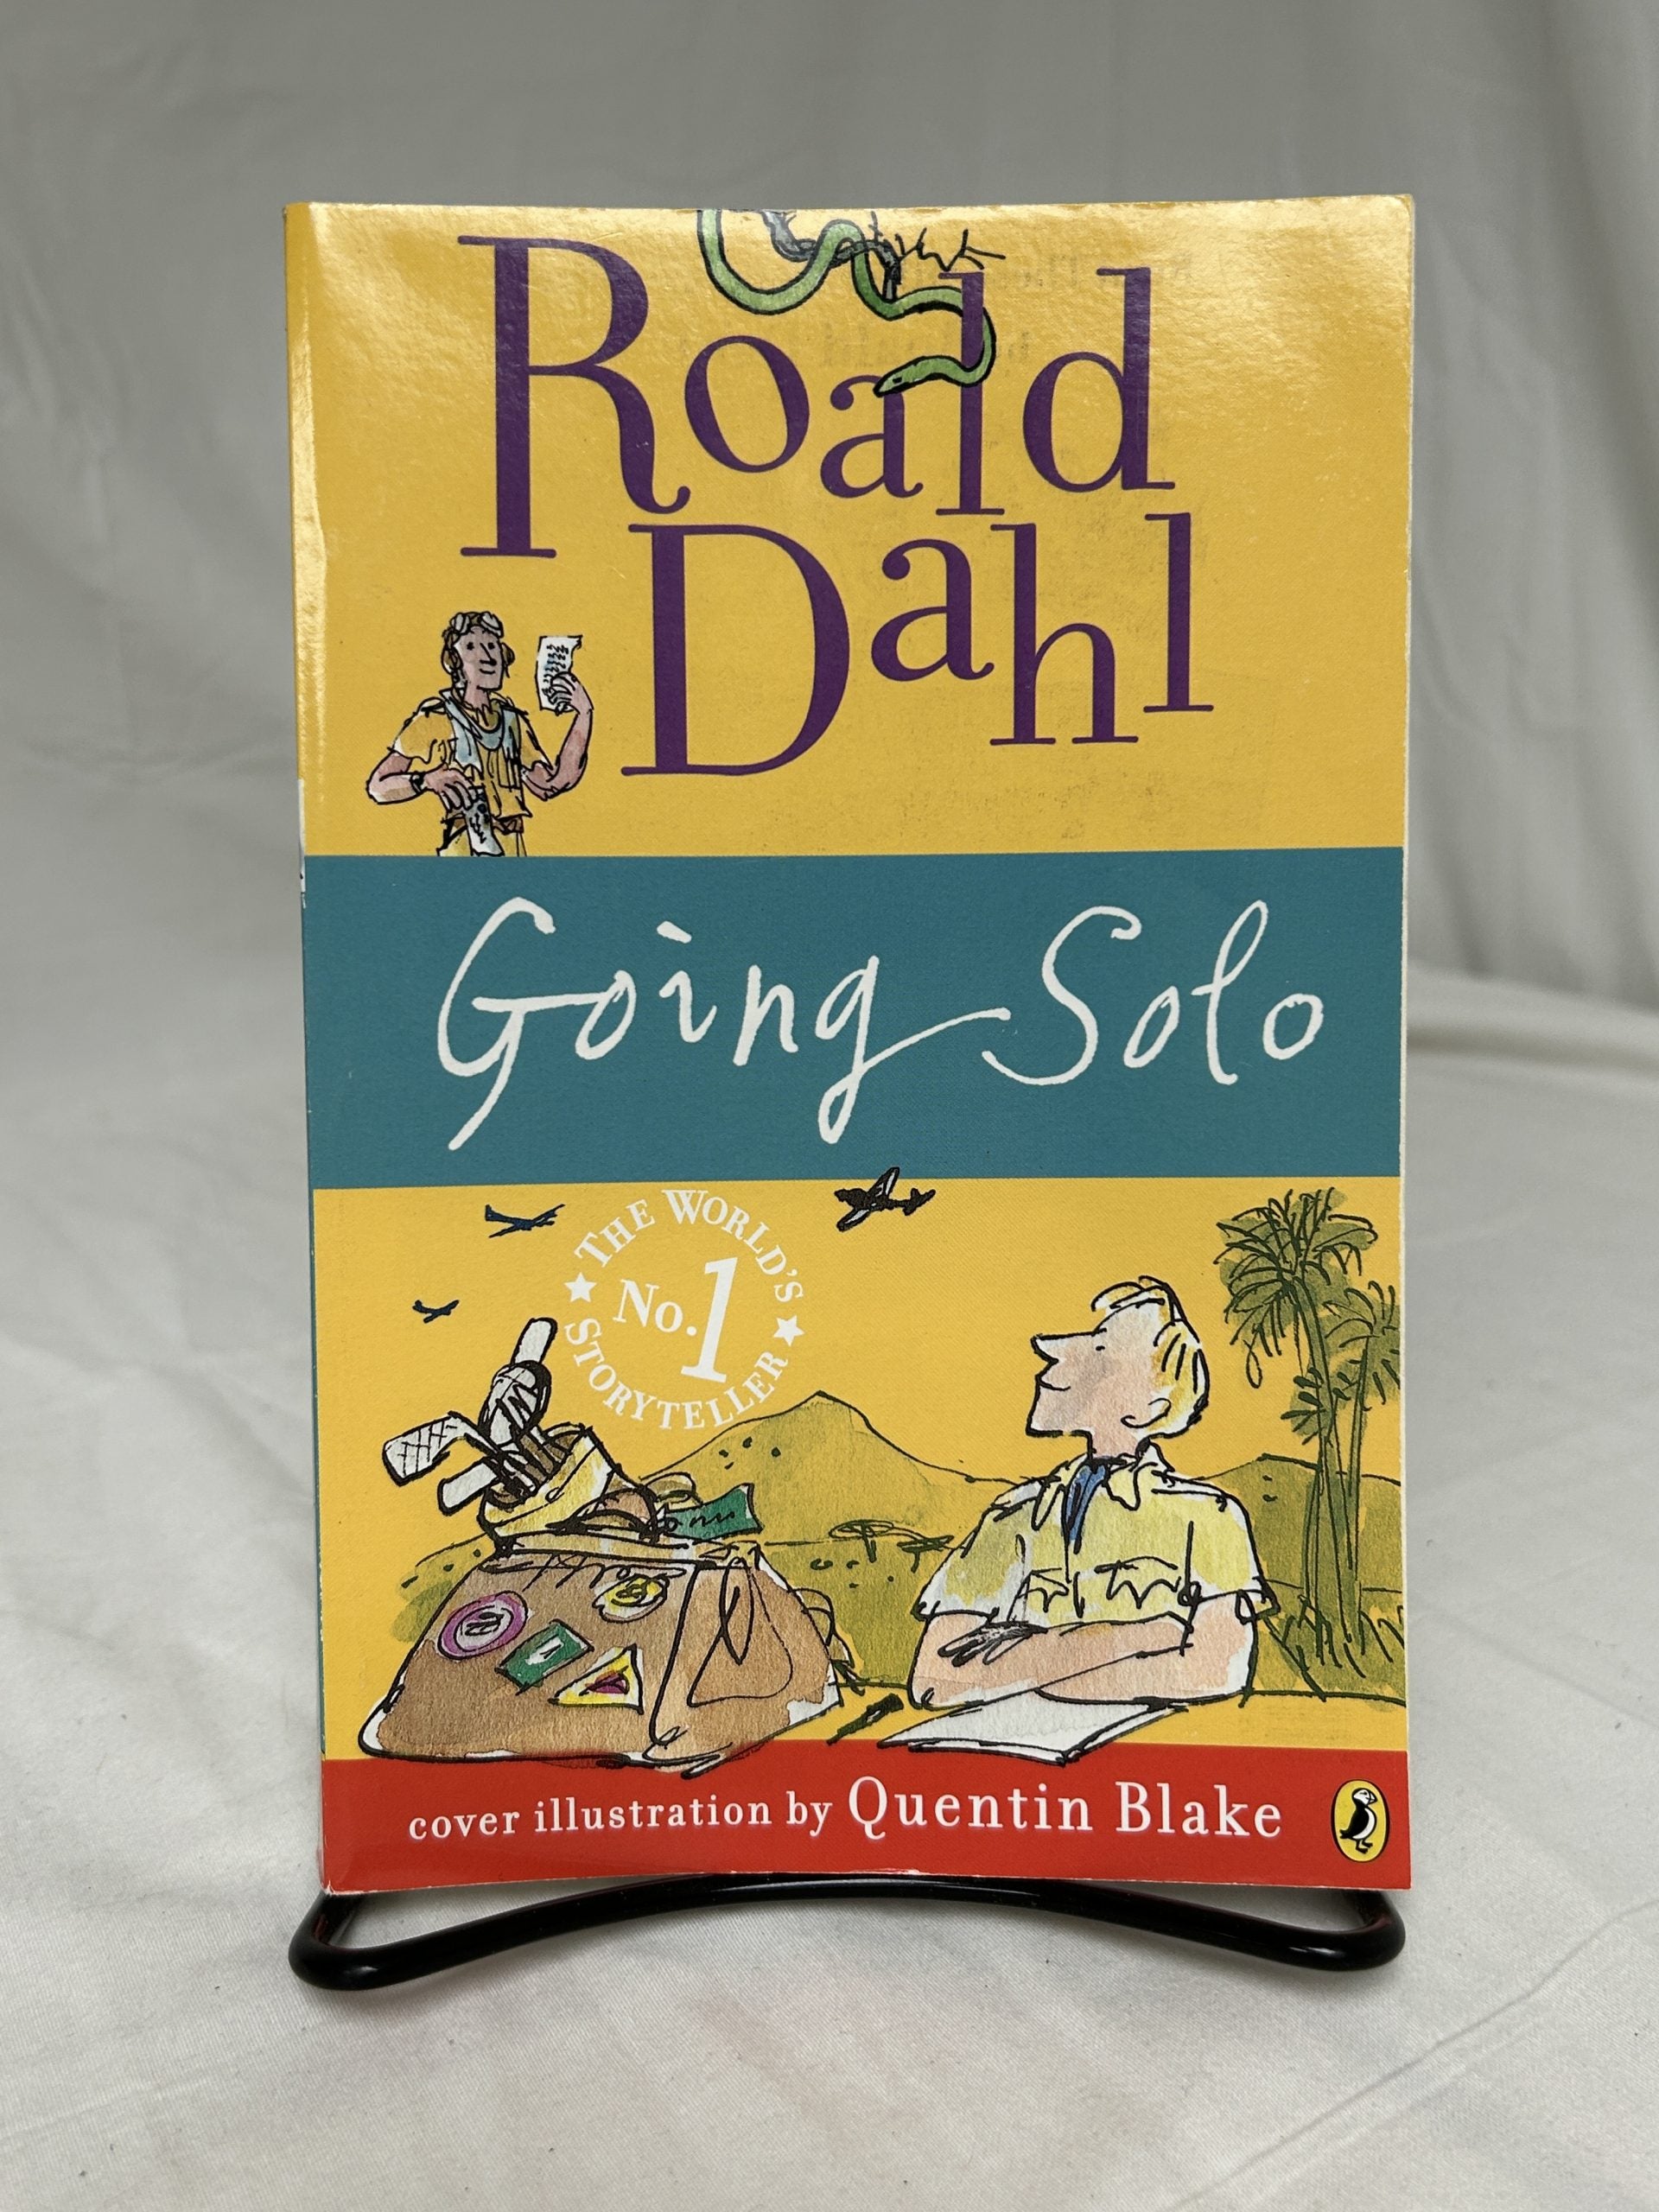 Roald
Dahl
Going Solo
THE WORLD'S
No.1
STORYTELLER
cover illustration by Quentin Blake